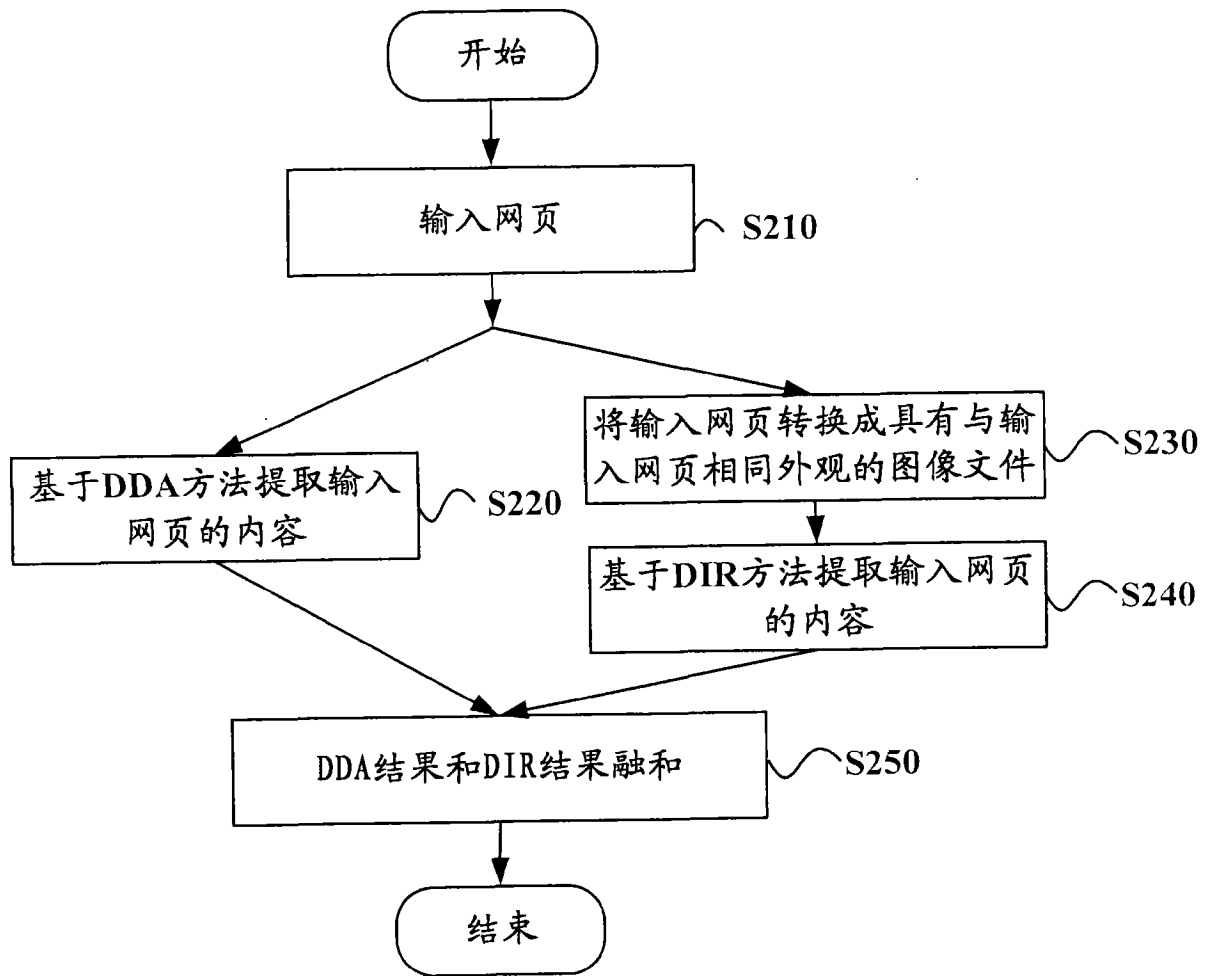 开始
输入网页
S210
将输入网页转换成具有与输
入网页相同外观的图像文件
S230
基于DDA方法提取输入
网页的内容
S220
基于DIR方法提取输入网页
的内容
S240
DDA结果和DIR结果融和
S250
结束